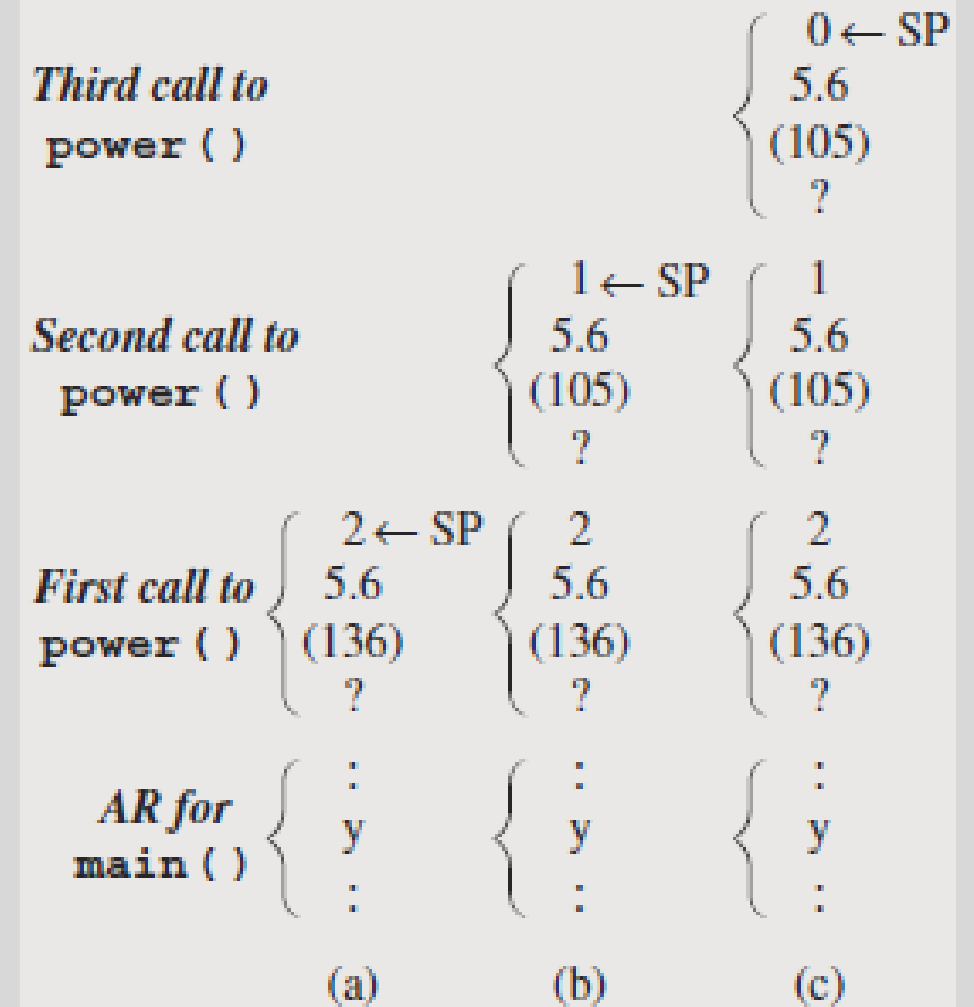 0 ← SP
Third call to 5.6
power ( ) (105)
?
1 ← SP 1
Second call to 5.6 5.6
power ( ) (105) (105)
? ?
2 ← SP 2 2
First call to 5.6 5.6 5.6
power ( ) (136) (136) (136)
? ? ?
: : :
AR for y y y
main ( )
: : :
(a) (b) (c)